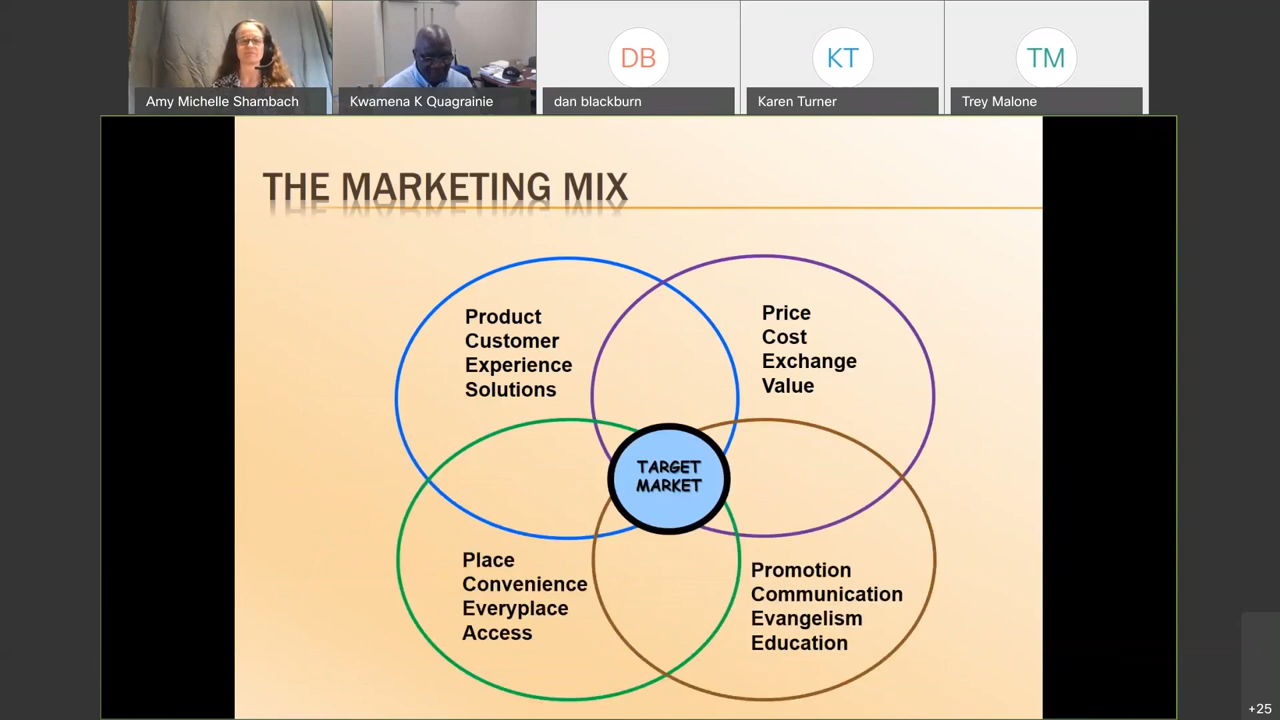 Amy Michelle Shambach
Kwamena K Quagrainie
DB
dan blackburn
KT
Karen Turner
TM
Trey Malone
THE MARKETING MIX
Product
Customer
Experience
Solutions
Price
Cost
Exchange
Value
TARGET
MARKET
Place
Convenience
Everyplace
Access
Promotion
Communication
Evangelism
Education
+25